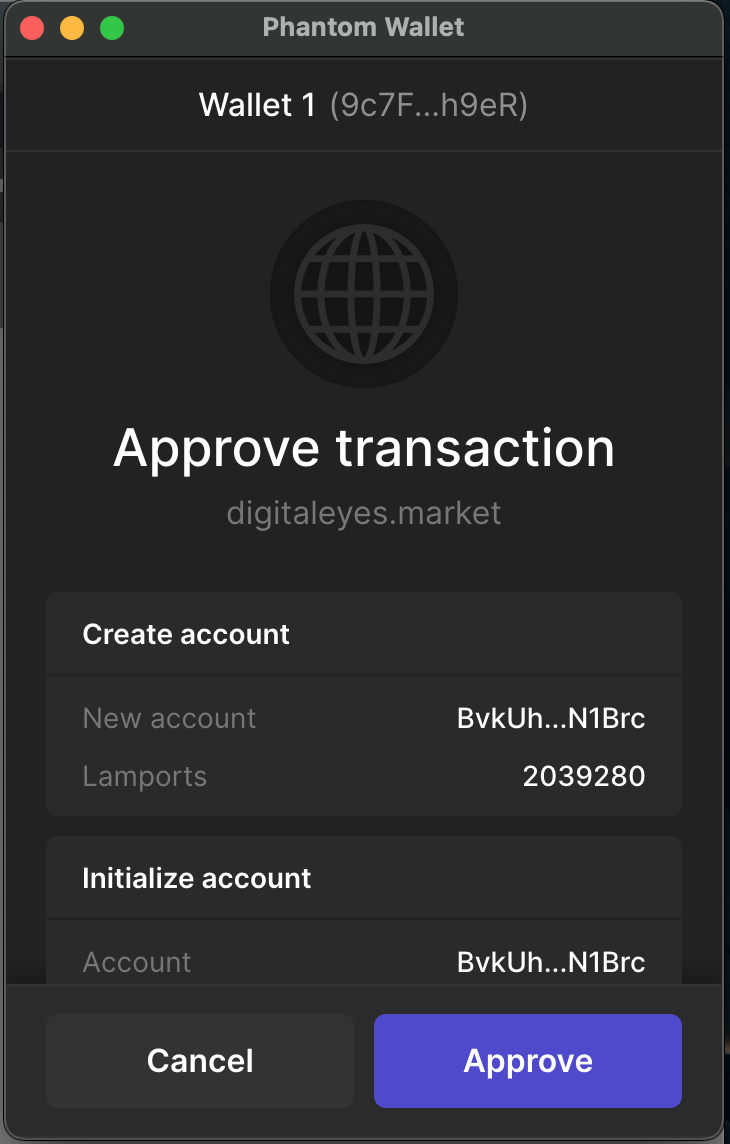 Phantom Wallet
Wallet 1 (9c7F...h9eR)
Approve transaction
digitaleyes.market
Create account
New account BvkUh...N1Brc
Lamports 2039280
Initialize account
Account BvkUh...N1Brc
Cancel Approve